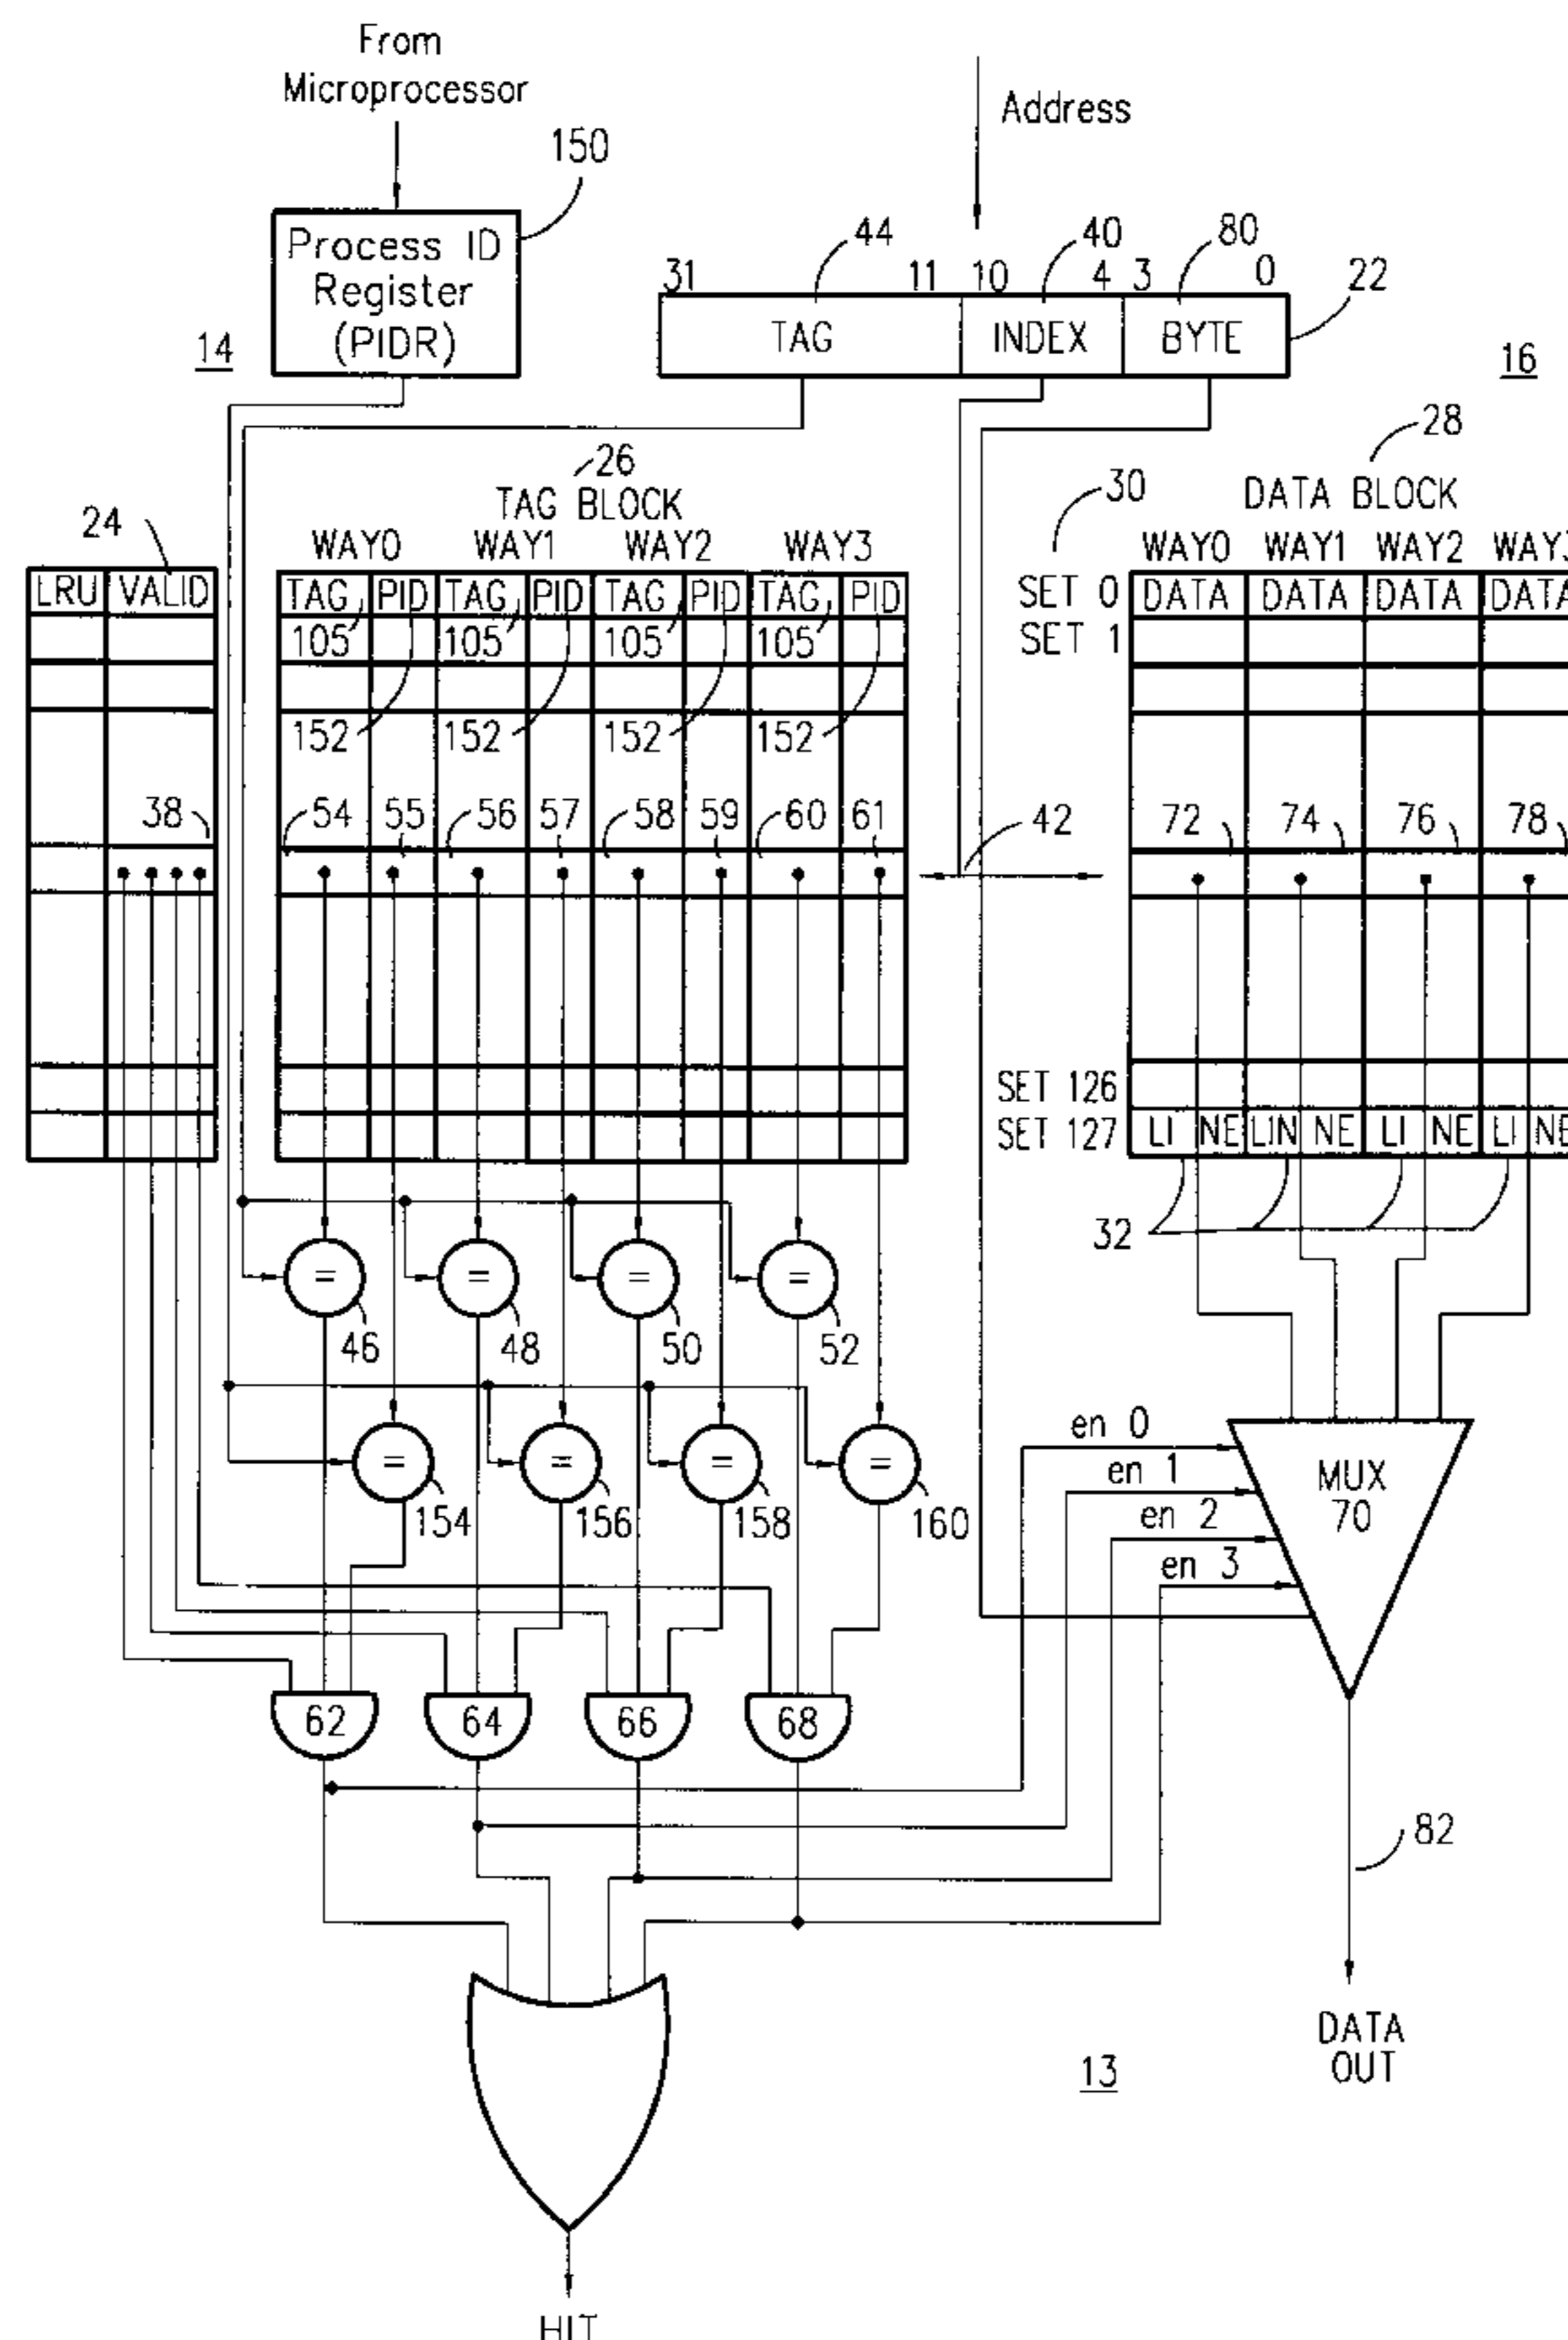 From
Microprocessor
Address
150
Process ID
Register
(PIDR)
14
44
40
80
31
11
10
4
3
0
22
TAG
INDEX
BYTE
16
28
26
TAG BLOCK
30
DATA BLOCK
24
WAY0
WAY1
WAY2
WAY3
WAY0
WAY1
WAY2
WAY3
LRU
VALID
TAG
PID
TAG
PID
TAG
PID
TAG
PID
SET 0
DATA
DATA
DATA
DATA
105
105
105
105
SET 1
152
152
152
152
38
54
55
56
57
58
59
60
61
42
72
74
76
78
SET 126
SET 127
LI NE
LIN NE
LI NE
LI NE
32
=
=
=
=
46
48
50
52
=
=
=
=
154
156
158
160
en 0
en 1
en 2
en 3
MUX
70
62
64
66
68
82
DATA
OUT
13
HIT